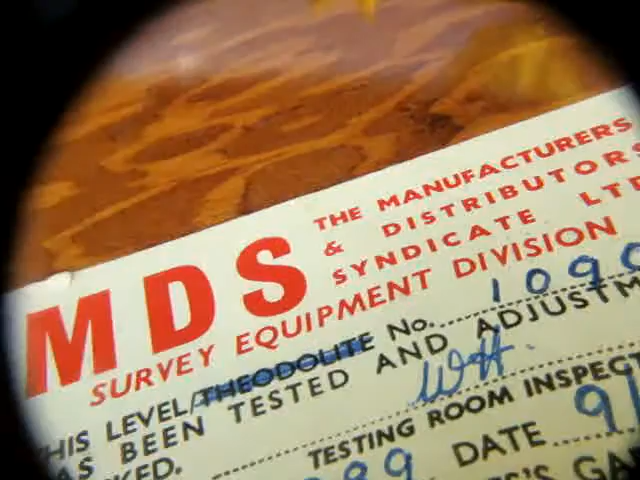 MDS
THE MANUFACTURERS
& DISTRIBUTORS
SYNDICATE LTD
SURVEY EQUIPMENT DIVISION
THIS LEVEL/THEODOLITE No. 1090
HAS BEEN TESTED AND ADJUSTM
TESTING ROOM INSPECT
DATE 91